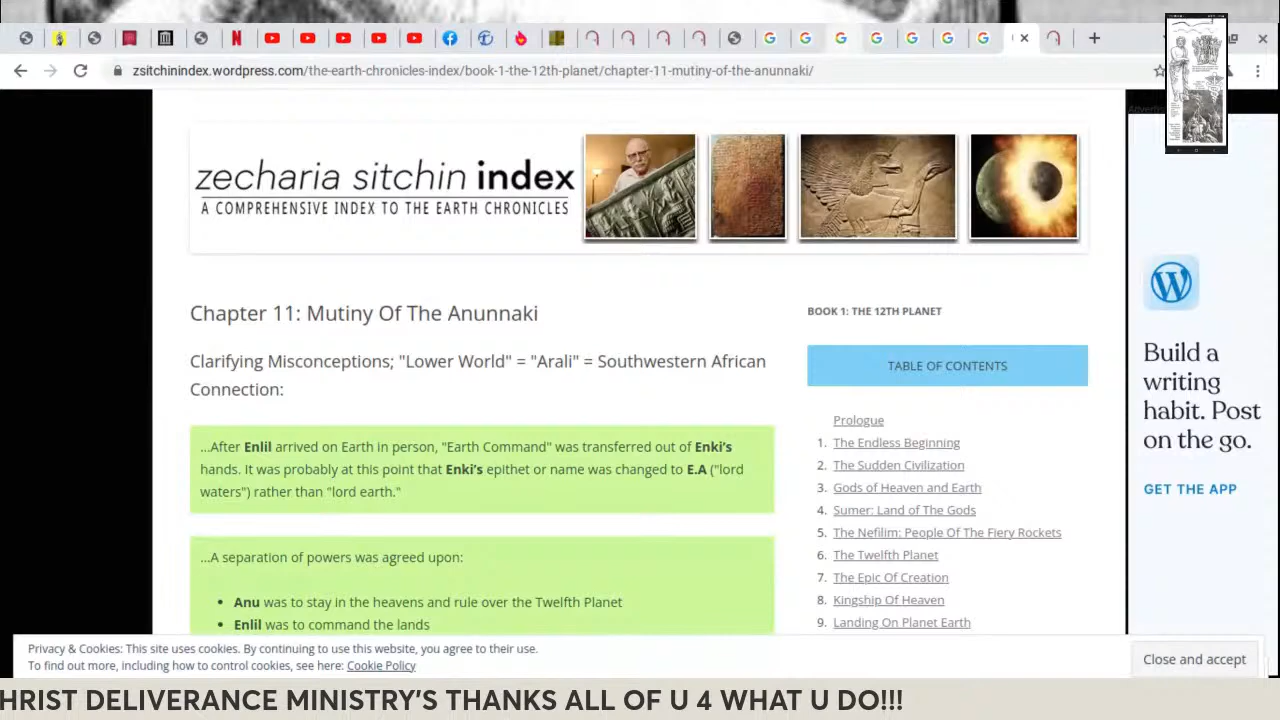 zsitchinindex.wordpress.com/the-earth-chronicles-index/book-1-the-12th-planet/chapter-11-mutiny-of-the-anunnaki/
zecharia sitchin index
A COMPREHENSIVE INDEX TO THE EARTH CHRONICLES
Chapter 11: Mutiny Of The Anunnaki
Clarifying Misconceptions; "Lower World" = "Arali" = Southwestern African
Connection:
...After Enlil arrived on Earth in person, "Earth Command" was transferred out of Enki's
hands. It was probably at this point that Enki's epithet or name was changed to E.A ("lord
waters") rather than "lord earth."
...A separation of powers was agreed upon:
• Anu was to stay in the heavens and rule over the Twelfth Planet
• Enlil was to command the lands
BOOK 1: THE 12TH PLANET
TABLE OF CONTENTS
Prologue
1. The Endless Beginning
2. The Sudden Civilization
3. Gods of Heaven and Earth
4. Sumer: Land of The Gods
5. The Nefilim: People Of The Fiery Rockets
6. The Twelfth Planet
7. The Epic Of Creation
8. Kingship Of Heaven
9. Landing On Planet Earth
Build a
writing
habit. Post
on the go.
GET THE APP
Privacy & Cookies: This site uses cookies. By continuing to use this website, you agree to their use.
To find out more, including how to control cookies, see here: Cookie Policy
Close and accept
HRIST DELIVERANCE MINISTRY'S THANKS ALL OF U 4 WHAT U DO!!!